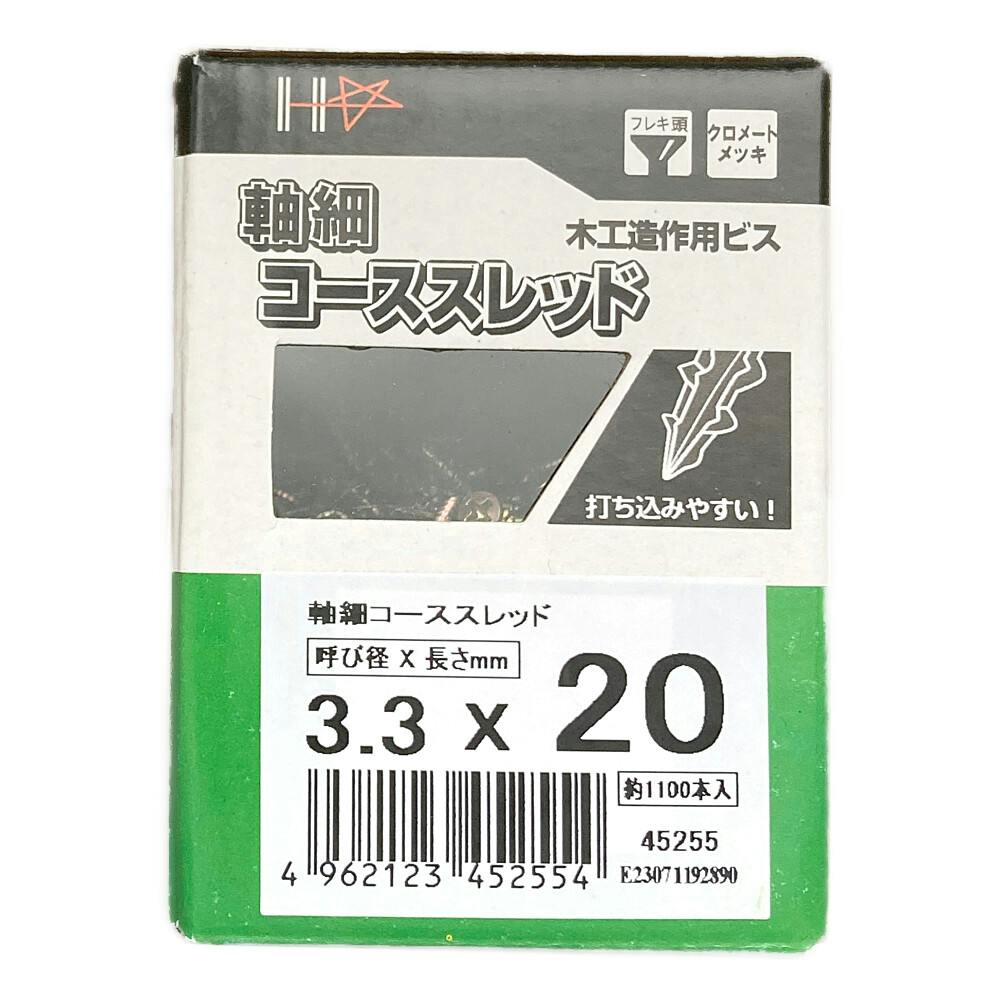 フレキ頭
クロメート
メッキ
軸細
コーススレッド
木工造作用ビス
打ち込みやすい！
軸細コーススレッド
呼び径 X 長さmm
3.3 x 20
約1100本入
45255
4 962123 452554
E23071192890